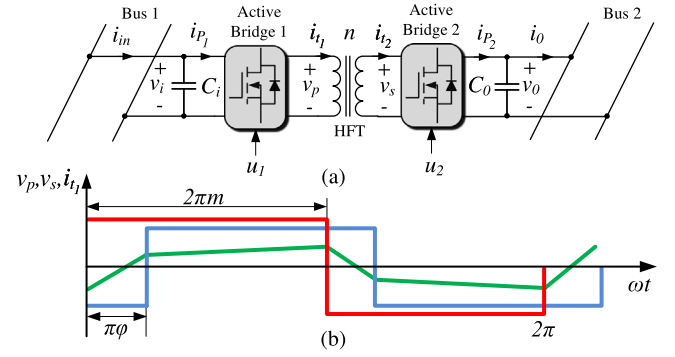 Bus 1
Active
Bridge 1
Active
Bridge 2
Bus 2
i_in
i_P1
i_t1
n
i_t2
i_P2
i_0
+
v_i
-
C_i
+
v_p
-
HFT
+
v_s
-
C_0
+
v_0
-
u_1
u_2
(a)
v_p,v_s,i_t1
2πm
ωt
πφ
2π
(b)